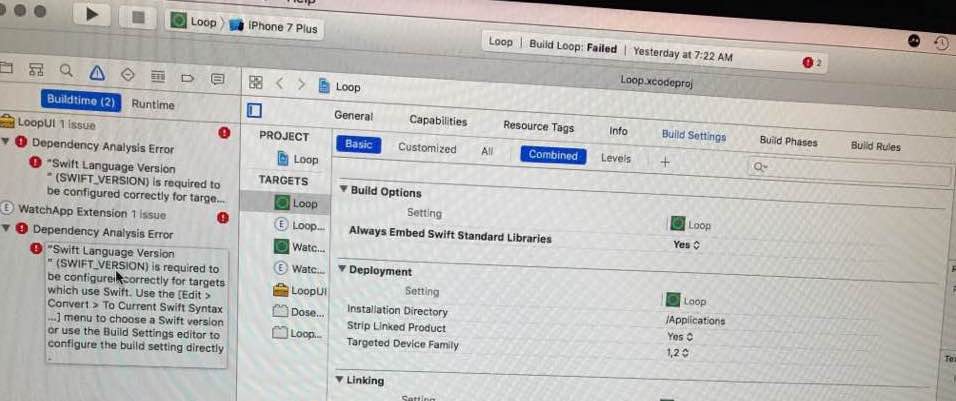 Help
Loop
iPhone 7 Plus
Loop | Build Loop: Failed | Yesterday at 7:22 AM
2
Loop.xcodeproj
Loop
Buildtime (2)
Runtime
LoopUI 1 issue
Dependency Analysis Error
"Swift Language Version
" (SWIFT_VERSION) is required to
be configured correctly for targe...
WatchApp Extension 1 issue
Dependency Analysis Error
"Swift Language Version
" (SWIFT_VERSION) is required to
be configured correctly for targets
which use Swift. Use the [Edit >
Convert > To Current Swift Syntax
...] menu to choose a Swift version
or use the Build Settings editor to
configure the build setting directly
.
General
Capabilities
Resource Tags
Info
Build Settings
Build Phases
Build Rules
PROJECT
Loop
TARGETS
Loop
E Loop...
Watc...
E Watc...
LoopUI
Dose...
Loop...
Basic
Customized
All
Combined
Levels
+
Build Options
Setting
Loop
Always Embed Swift Standard Libraries
Yes
Deployment
Setting
Loop
Installation Directory
/Applications
Strip Linked Product
Yes
Targeted Device Family
1,2
Linking
Setting